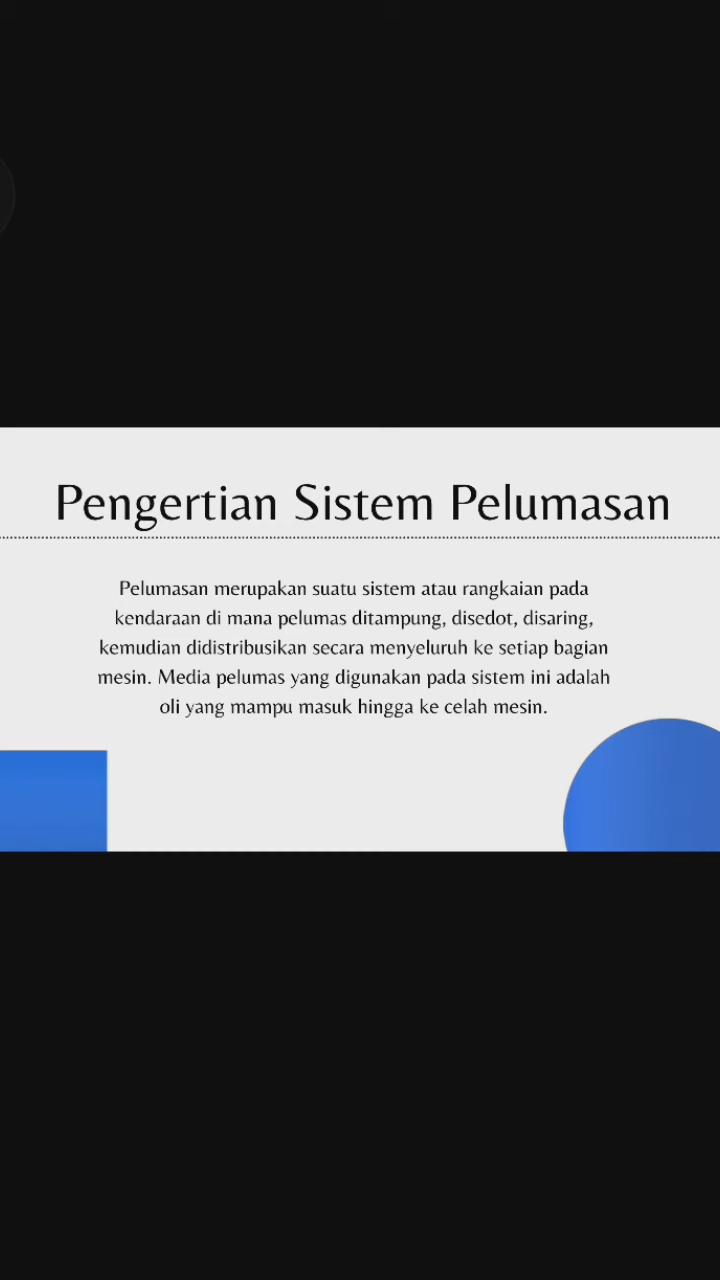 Pengertian Sistem Pelumasan
Pelumasan merupakan suatu sistem atau rangkaian pada
kendaraan di mana pelumas ditampung, disedot, disaring,
kemudian didistribusikan secara menyeluruh ke setiap bagian
mesin. Media pelumas yang digunakan pada sistem ini adalah
oli yang mampu masuk hingga ke celah mesin.